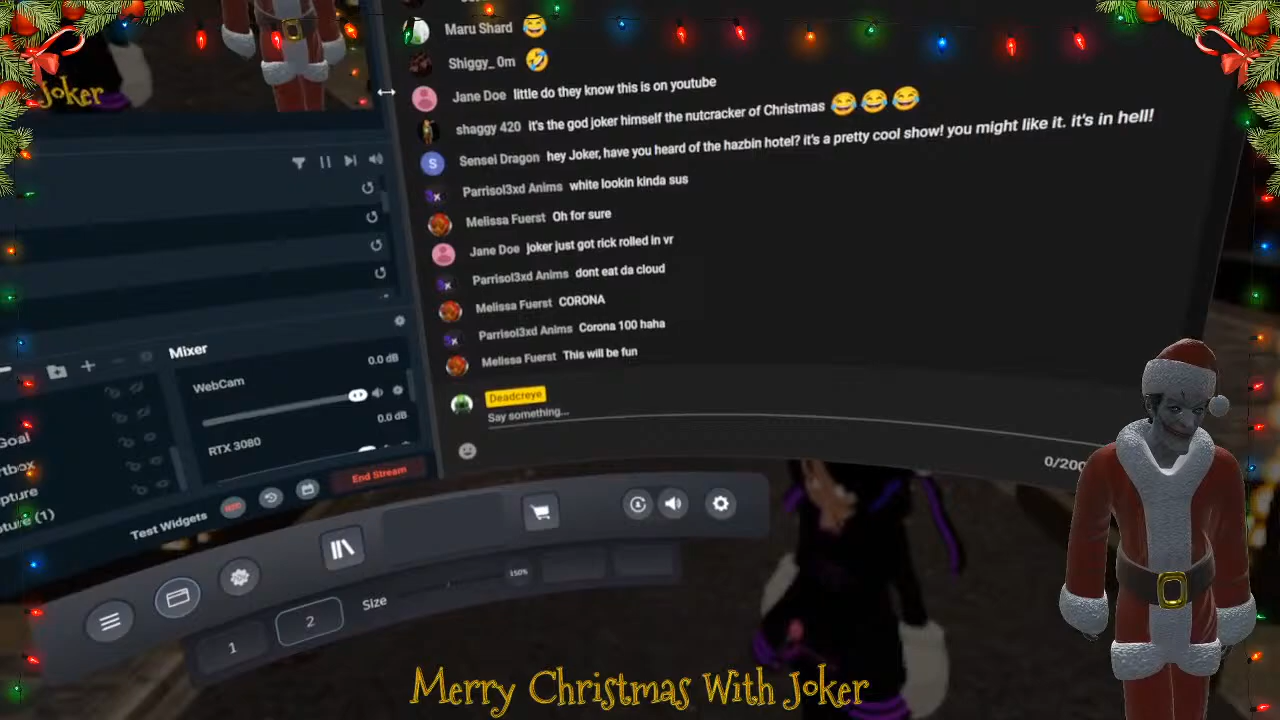 Maru Shard 😂
Shiggy_ 0m 🤣
Jane Doe little do they know this is on youtube
shaggy 420 it's the god joker himself the nutcracker of Christmas 😂😂😂
Sensei Dragon hey Joker, have you heard of the hazbin hotel? it's a pretty cool show! you might like it. it's in hell!
S
Parrisol3xd Anims white lookin kinda sus
Melissa Fuerst Oh for sure
Jane Doe joker just got rick rolled in vr
Parrisol3xd Anims dont eat da cloud
Melissa Fuerst CORONA
Parrisol3xd Anims Corona 100 haha
Melissa Fuerst This will be fun
Deadcreye
Say something...
0/200
Joker
Mixer
WebCam 0.0 dB
RTX 3080 0.0 dB
Goal
pture
pture (1)
Test Widgets
End Stream
150%
Size
1
2
Merry Christmas With Joker